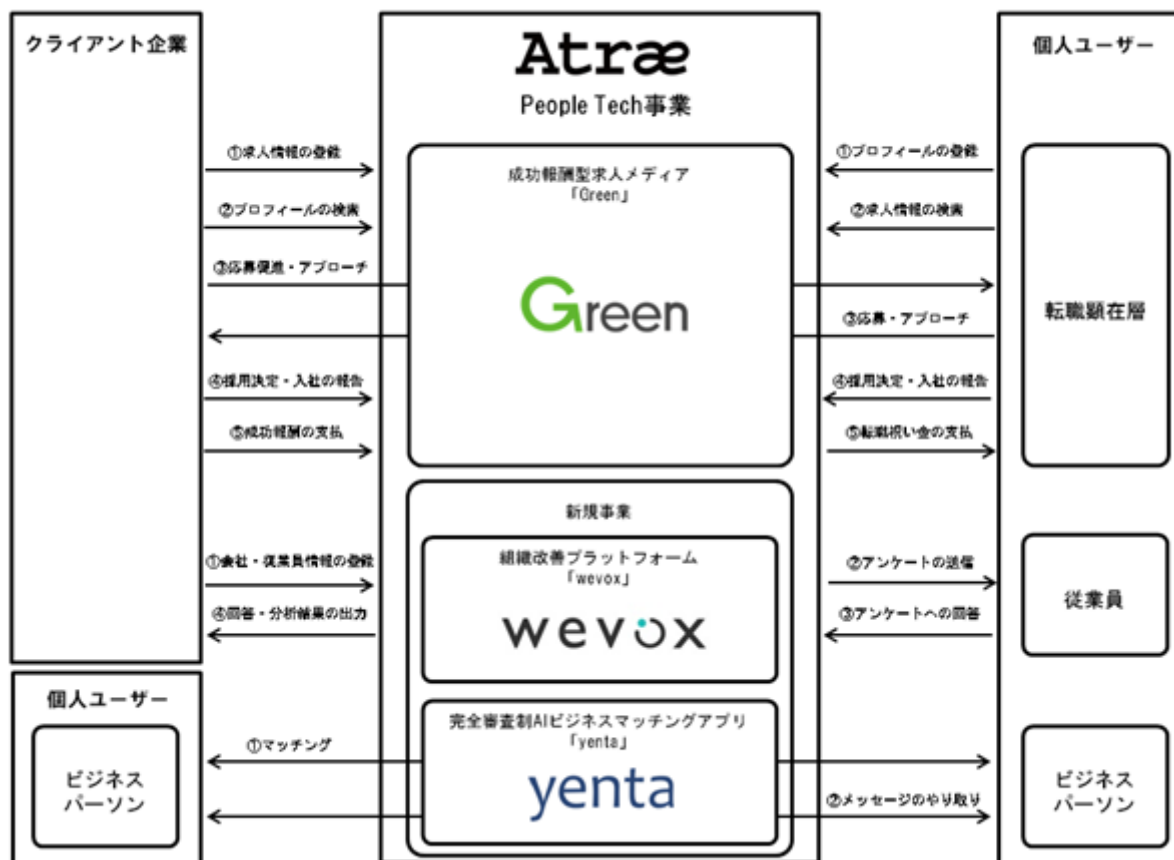 クライアント企業
Atræ
People Tech事業
個人ユーザー
①求人情報の登録
②プロフィールの検索
③応募促進・アプローチ
④採用決定・入社の報告
⑤成功報酬の支払
成功報酬型求人メディア
「Green」
Green
①プロフィールの登録
②求人情報の検索
③応募・アプローチ
④採用決定・入社の報告
⑤転職祝い金の支払
転職顕在層
新規事業
①会社・従業員情報の登録
④回答・分析結果の出力
組織改善プラットフォーム
「wevox」
wevox
②アンケートの送信
③アンケートへの回答
従業員
個人ユーザー
ビジネス
パーソン
①マッチング
完全審査制AIビジネスマッチングアプリ
「yenta」
yenta
②メッセージのやり取り
ビジネス
パーソン